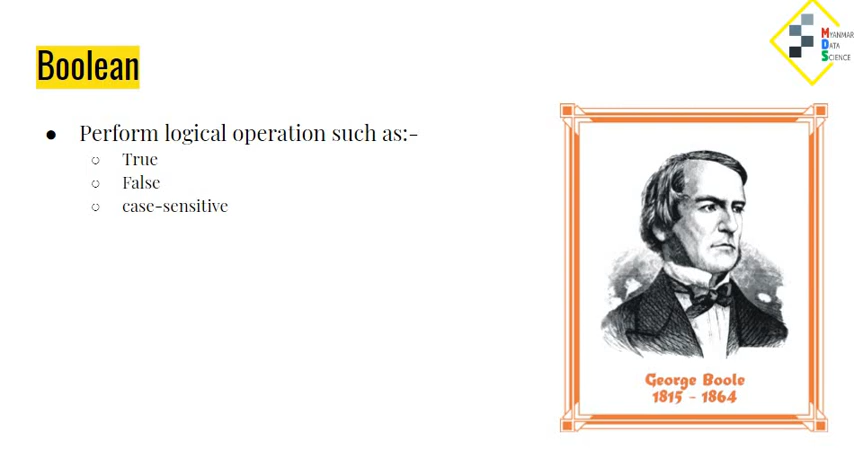 MYANMAR
DATA
SCIENCE
Boolean
● Perform logical operation such as:-
○ True
○ False
○ case-sensitive
George Boole
1815 - 1864